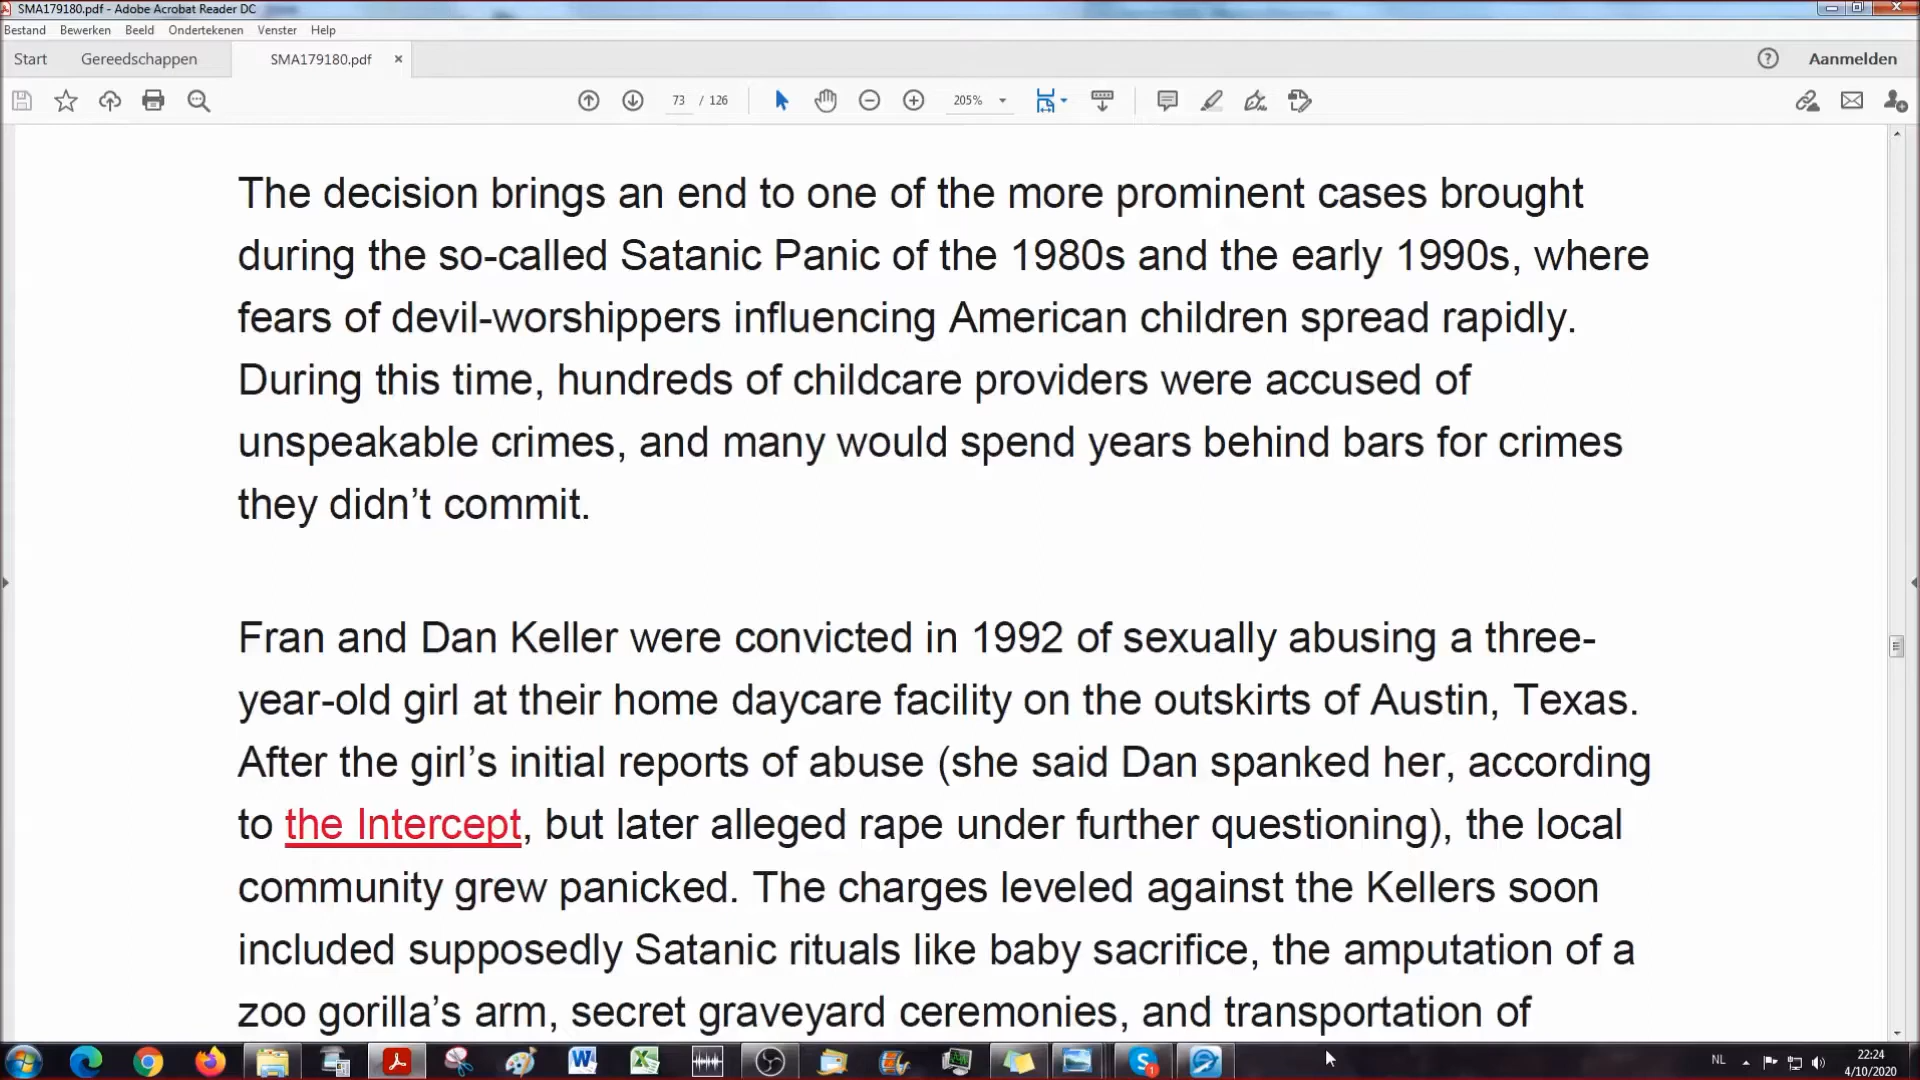 SMA179180.pdf - Adobe Acrobat Reader DC
Bestand Bewerken Beeld Ondertekenen Venster Help
Start Gereedschappen SMA179180.pdf × Aanmelden
73 / 126 205%
The decision brings an end to one of the more prominent cases brought
during the so-called Satanic Panic of the 1980s and the early 1990s, where
fears of devil-worshippers influencing American children spread rapidly.
During this time, hundreds of childcare providers were accused of
unspeakable crimes, and many would spend years behind bars for crimes
they didn’t commit.
Fran and Dan Keller were convicted in 1992 of sexually abusing a three-
year-old girl at their home daycare facility on the outskirts of Austin, Texas.
After the girl’s initial reports of abuse (she said Dan spanked her, according
to the Intercept, but later alleged rape under further questioning), the local
community grew panicked. The charges leveled against the Kellers soon
included supposedly Satanic rituals like baby sacrifice, the amputation of a
zoo gorilla’s arm, secret graveyard ceremonies, and transportation of
NL 22:24
4/10/2020